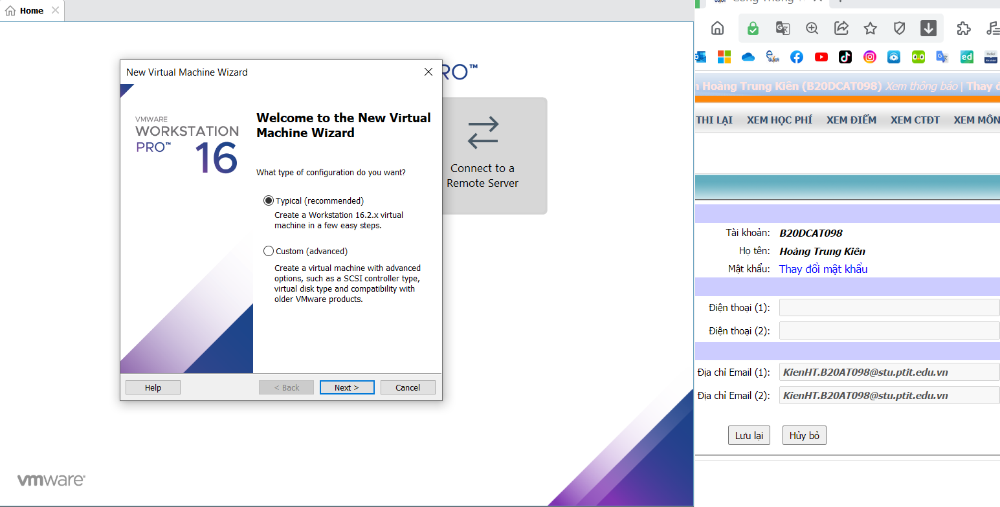 Home
New Virtual Machine Wizard
RO™
VMWARE
WORKSTATION
PRO™ 16
Welcome to the New Virtual
Machine Wizard
What type of configuration do you want?
Typical (recommended)
Create a Workstation 16.2.x virtual
machine in a few easy steps.
Custom (advanced)
Create a virtual machine with advanced
options, such as a SCSI controller type,
virtual disk type and compatibility with
older VMware products.
Help
< Back
Next >
Cancel
Connect to a
Remote Server
vmware®
n Hoàng Trung Kiên (B20DCAT098) Xem thông báo | Thay đ
THI LẠI XEM HỌC PHÍ XEM ĐIỂM XEM CTĐT XEM MÔN
Tài khoản: B20DCAT098
Họ tên: Hoàng Trung Kiên
Mật khẩu: Thay đổi mật khẩu
Điện thoại (1):
Điện thoại (2):
Địa chỉ Email (1): KienHT.B20AT098@stu.ptit.edu.vn
Địa chỉ Email (2): KienHT.B20AT098@stu.ptit.edu.vn
Lưu lại
Hủy bỏ